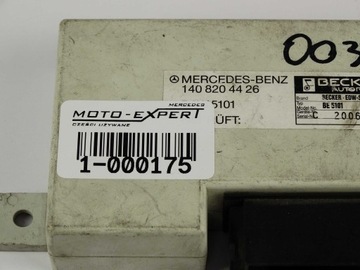 003
MERCEDES-BENZ
140 820 44 26
BECK
5101
BE 5101
C 2006
ÜFT:
MERCEDES
MOTO-EXPERT
CZĘŚCI UŻYWANE
1-000175